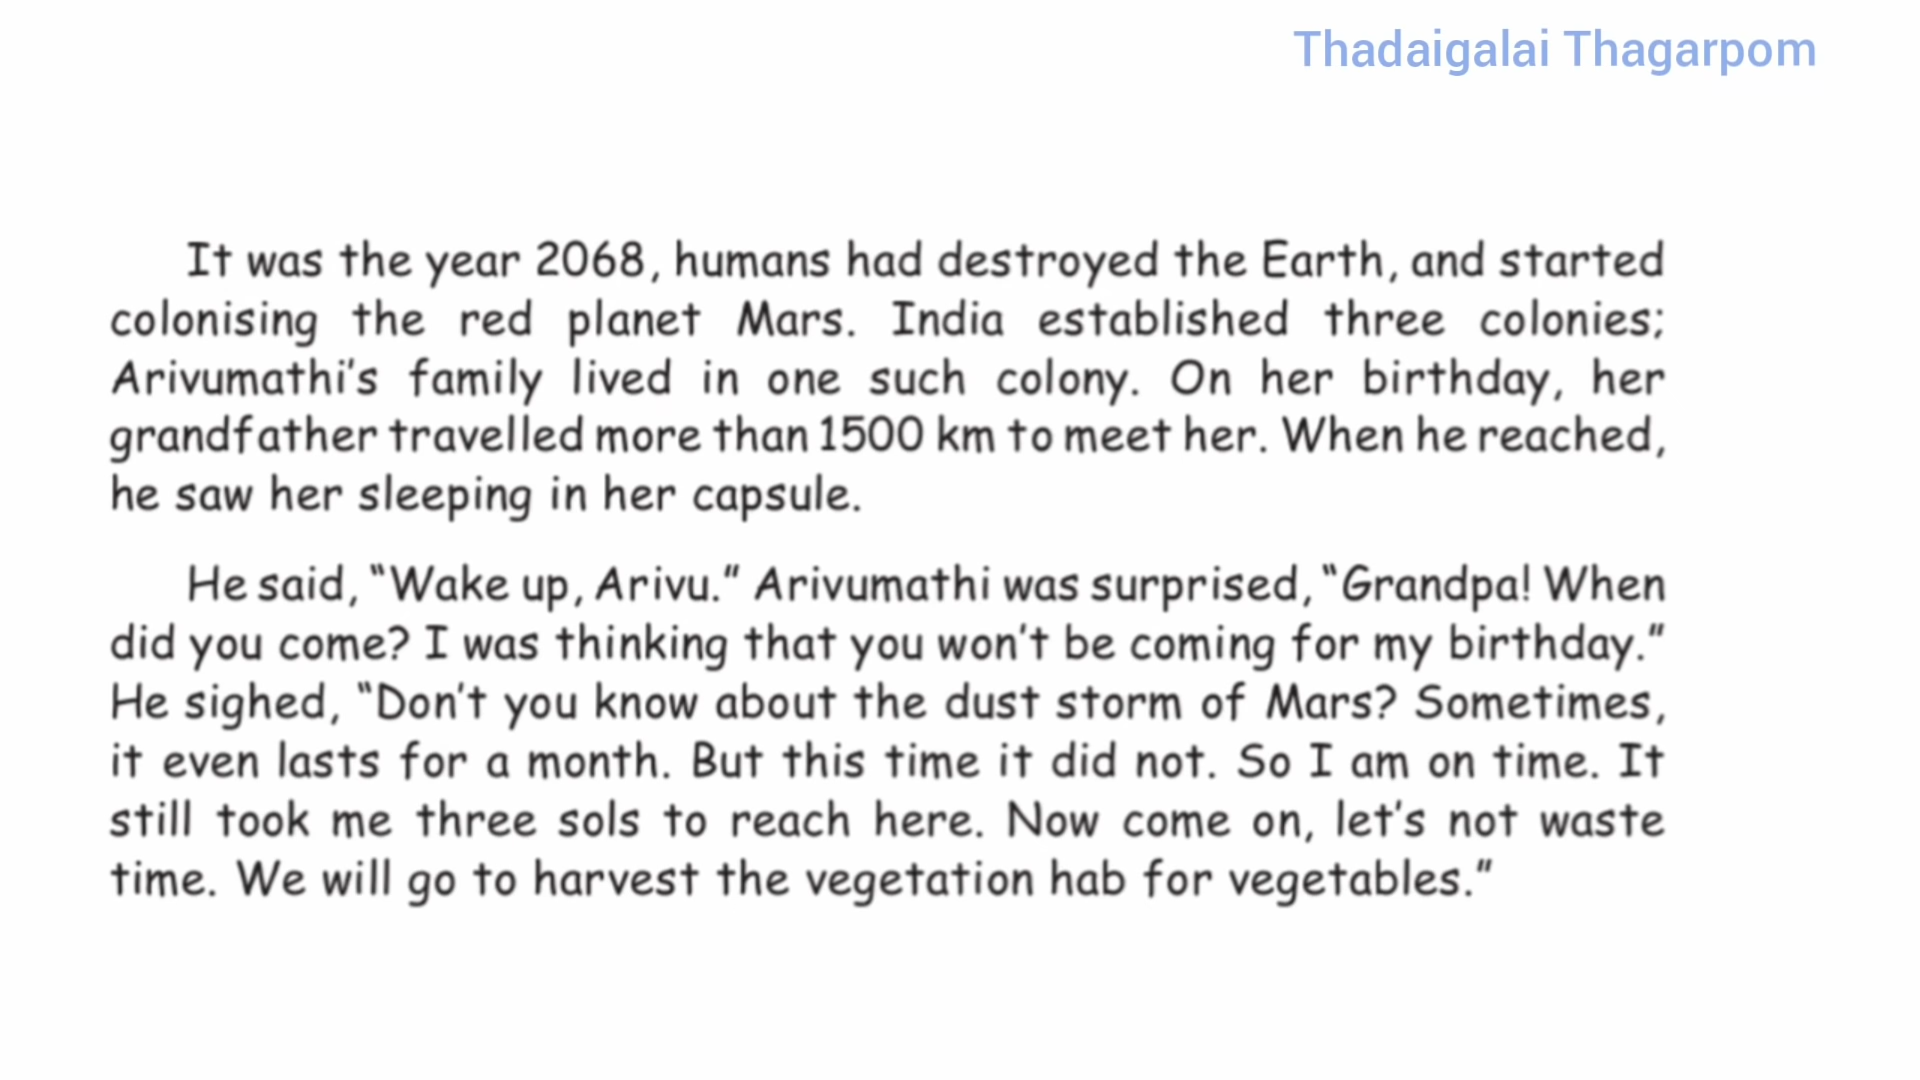 Thadaigalai Thagarpom
It was the year 2068, humans had destroyed the Earth, and started
colonising the red planet Mars. India established three colonies;
Arivumathi's family lived in one such colony. On her birthday, her
grandfather travelled more than 1500 km to meet her. When he reached,
he saw her sleeping in her capsule.
He said, “Wake up, Arivu.” Arivumathi was surprised, “Grandpa! When
did you come? I was thinking that you won't be coming for my birthday.”
He sighed, “Don't you know about the dust storm of Mars? Sometimes,
it even lasts for a month. But this time it did not. So I am on time. It
still took me three sols to reach here. Now come on, let's not waste
time. We will go to harvest the vegetation hab for vegetables.”